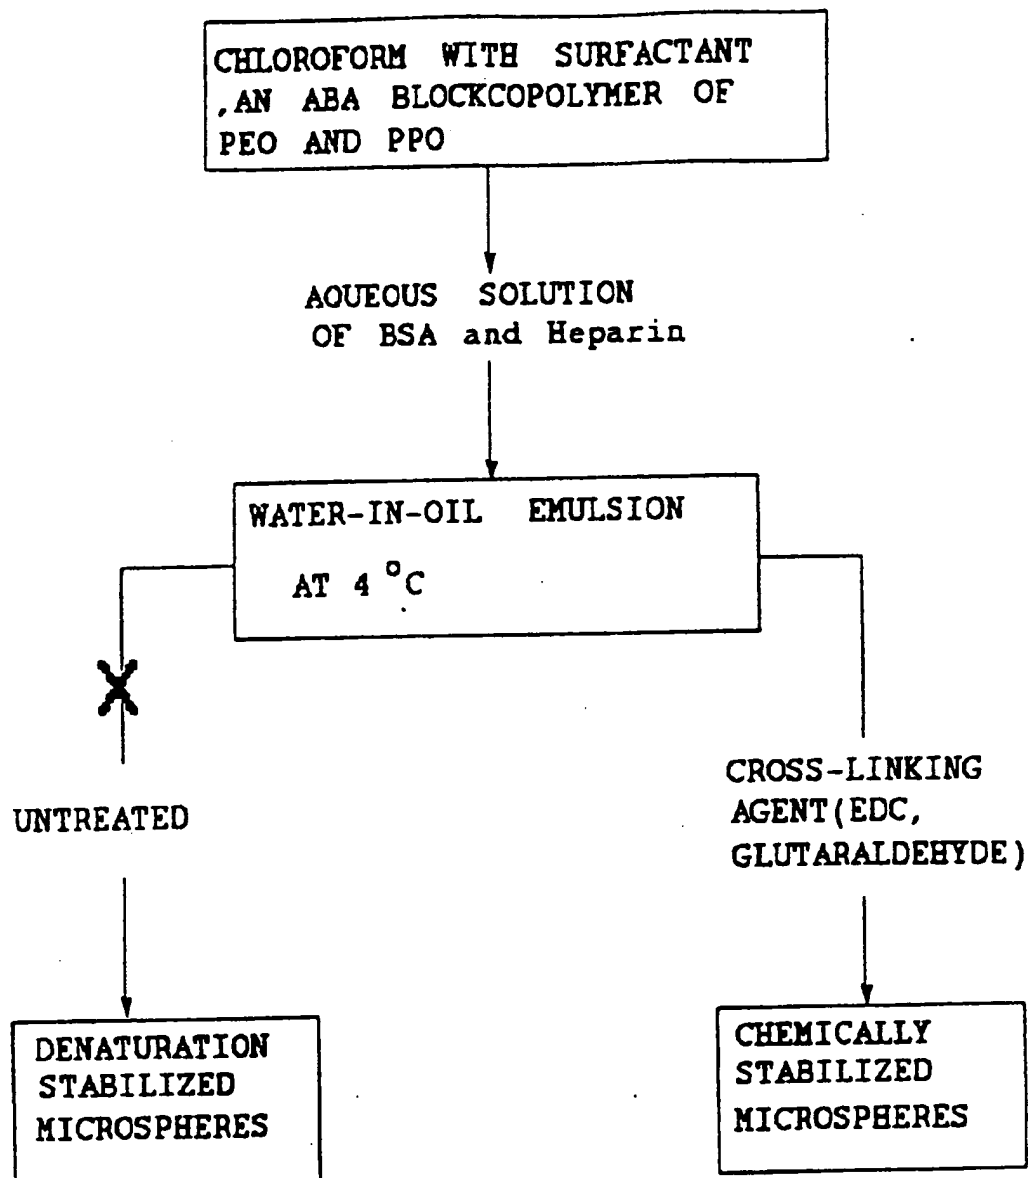 CHLOROFORM WITH SURFACTANT
,AN ABA BLOCKCOPOLYMER OF
PEO AND PPO
AQUEOUS SOLUTION
OF BSA and Heparin
WATER-IN-OIL EMULSION
AT 4 °C
UNTREATED
CROSS-LINKING
AGENT(EDC,
GLUTARALDEHYDE)
DENATURATION
STABILIZED
MICROSPHERES
CHEMICALLY
STABILIZED
MICROSPHERES